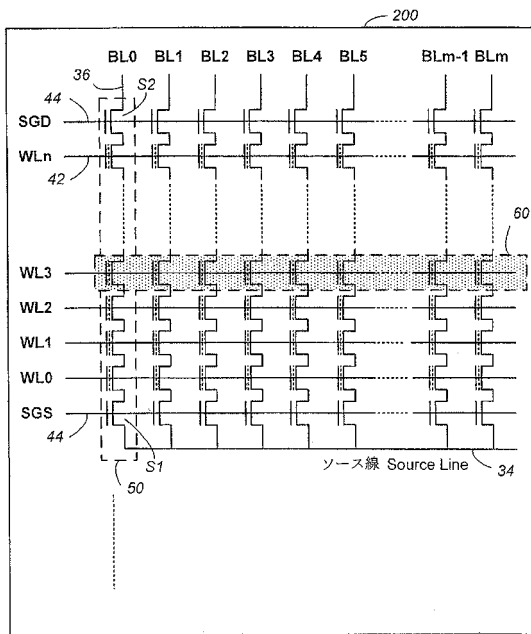 200
BL0 BL1 BL2 BL3 BL4 BL5 BLm-1 BLm
36
S2
44
SGD
WLn
42
60
WL3
WL2
WL1
WL0
SGS
44
S1
ソース線 Source Line 34
50